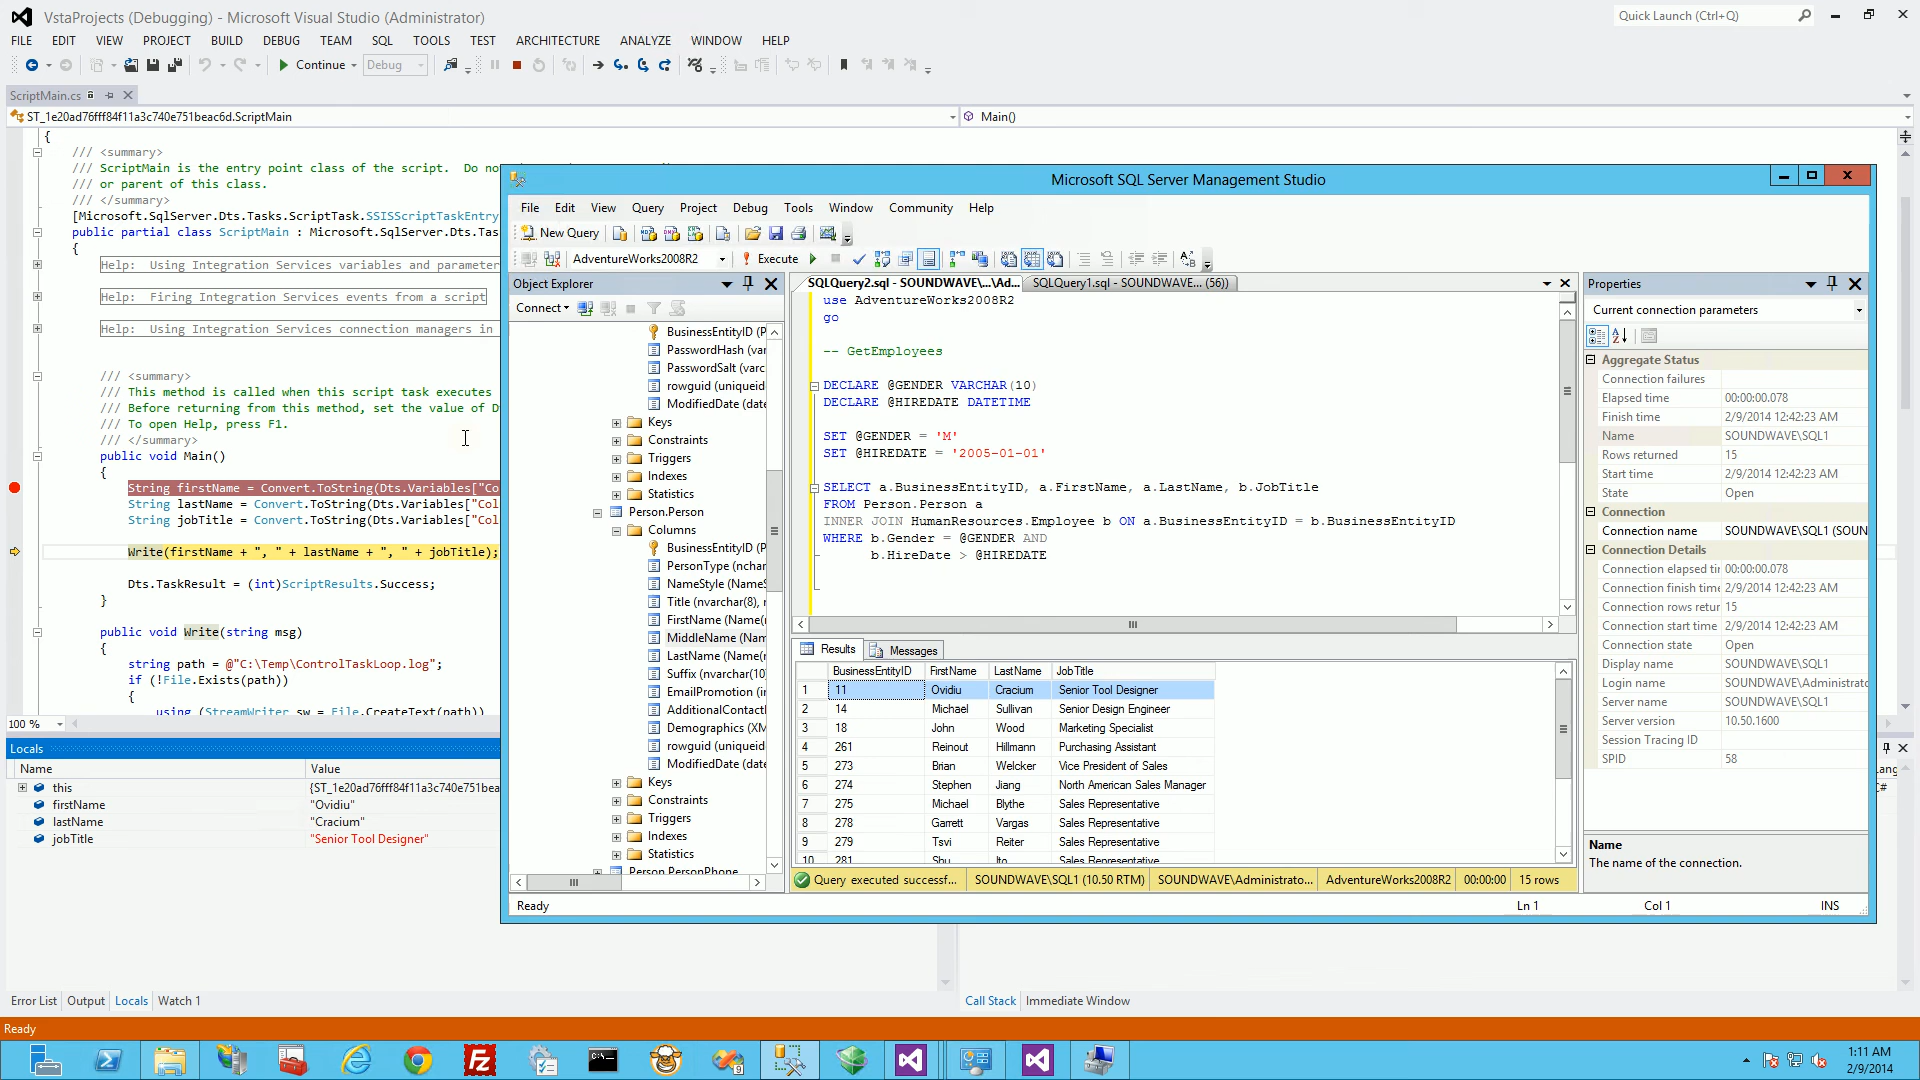 VstaProjects (Debugging) - Microsoft Visual Studio (Administrator)
Quick Launch (Ctrl+Q)
FILE EDIT VIEW PROJECT BUILD DEBUG TEAM SQL TOOLS TEST ARCHITECTURE ANALYZE WINDOW HELP
Continue Debug
ScriptMain.cs
ST_1e20ad76fff84f11a3c740e751beac6d.ScriptMain Main()
{
/// <summary>
/// ScriptMain is the entry point class of the script.  Do no
/// or parent of this class.
/// </summary>
[Microsoft.SqlServer.Dts.Tasks.ScriptTask.SSISScriptTaskEntry
public partial class ScriptMain : Microsoft.SqlServer.Dts.Tas
{
Help:  Using Integration Services variables and parameter
Help:  Firing Integration Services events from a script
Help:  Using Integration Services connection managers in
/// <summary>
/// This method is called when this script task executes
/// Before returning from this method, set the value of D
/// To open Help, press F1.
/// </summary>
public void Main()
{
String firstName = Convert.ToString(Dts.Variables["Co
String lastName = Convert.ToString(Dts.Variables["Col
String jobTitle = Convert.ToString(Dts.Variables["Col
Write(firstName + ", " + lastName + ", " + jobTitle);
Dts.TaskResult = (int)ScriptResults.Success;
}
public void Write(string msg)
{
string path = @"C:\Temp\ControlTaskLoop.log";
if (!File.Exists(path))
{
using (StreamWriter sw = File.CreateText(path))
100 %
Locals
Name Value
this {ST_1e20ad76fff84f11a3c740e751bea
firstName "Ovidiu"
lastName "Cracium"
jobTitle "Senior Tool Designer"
Lang
C#
Error List Output Locals Watch 1
Call Stack Immediate Window
Ready
Microsoft SQL Server Management Studio
File Edit View Query Project Debug Tools Window Community Help
New Query
AdventureWorks2008R2 Execute
Object Explorer
Connect
BusinessEntityID (P
PasswordHash (var
PasswordSalt (varc
rowguid (uniqueid
ModifiedDate (date
Keys
Constraints
Triggers
Indexes
Statistics
Person.Person
Columns
BusinessEntityID (P
PersonType (nchar
NameStyle (NameS
Title (nvarchar(8), r
FirstName (Name(r
MiddleName (Nam
LastName (Name(r
Suffix (nvarchar(10)
EmailPromotion (in
AdditionalContactI
Demographics (XM
rowguid (uniqueid
ModifiedDate (date
Keys
Constraints
Triggers
Indexes
Statistics
Person.PersonPhone
SQLQuery2.sql - SOUNDWAVE\...\Ad... SQLQuery1.sql - SOUNDWAVE... (56))
use AdventureWorks2008R2
go
-- GetEmployees
DECLARE @GENDER VARCHAR(10)
DECLARE @HIREDATE DATETIME
SET @GENDER = 'M'
SET @HIREDATE = '2005-01-01'
SELECT a.BusinessEntityID, a.FirstName, a.LastName, b.JobTitle
FROM Person.Person a
INNER JOIN HumanResources.Employee b ON a.BusinessEntityID = b.BusinessEntityID
WHERE b.Gender = @GENDER AND
b.HireDate > @HIREDATE
Results Messages
BusinessEntityID FirstName LastName JobTitle
1 11 Ovidiu Cracium Senior Tool Designer
2 14 Michael Sullivan Senior Design Engineer
3 18 John Wood Marketing Specialist
4 261 Reinout Hillmann Purchasing Assistant
5 273 Brian Welcker Vice President of Sales
6 274 Stephen Jiang North American Sales Manager
7 275 Michael Blythe Sales Representative
8 278 Garrett Vargas Sales Representative
9 279 Tsvi Reiter Sales Representative
10 281 Shu Ito Sales Representative
Query executed successf... SOUNDWAVE\SQL1 (10.50 RTM) SOUNDWAVE\Administrato... AdventureWorks2008R2 00:00:00 15 rows
Properties
Current connection parameters
Aggregate Status
Connection failures
Elapsed time 00:00:00.078
Finish time 2/9/2014 12:42:23 AM
Name SOUNDWAVE\SQL1
Rows returned 15
Start time 2/9/2014 12:42:23 AM
State Open
Connection
Connection name SOUNDWAVE\SQL1 (SOUN
Connection Details
Connection elapsed tir 00:00:00.078
Connection finish time 2/9/2014 12:42:23 AM
Connection rows retur 15
Connection start time 2/9/2014 12:42:23 AM
Connection state Open
Display name SOUNDWAVE\SQL1
Login name SOUNDWAVE\Administratc
Server name SOUNDWAVE\SQL1
Server version 10.50.1600
Session Tracing ID
SPID 58
Name
The name of the connection.
Ready Ln 1 Col 1 INS
1:11 AM
2/9/2014